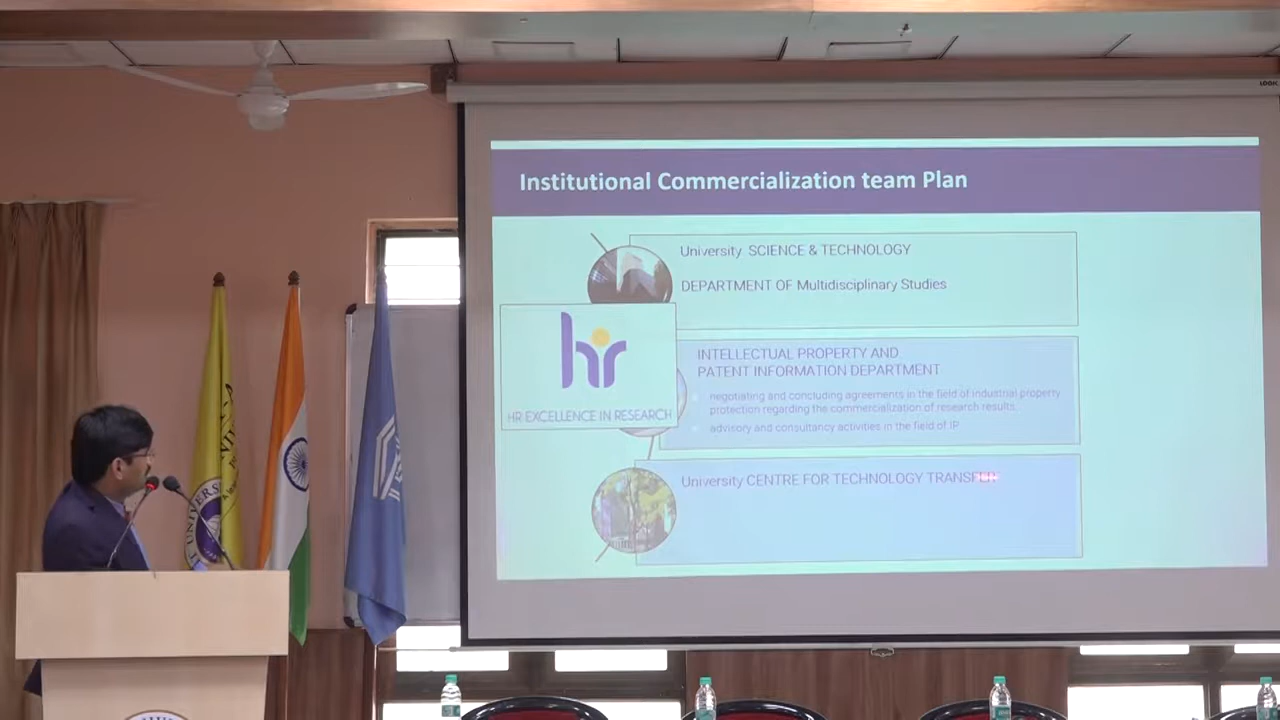 Institutional Commercialization team Plan
University SCIENCE & TECHNOLOGY
DEPARTMENT OF Multidisciplinary Studies
hr
HR EXCELLENCE IN RESEARCH
INTELLECTUAL PROPERTY AND
PATENT INFORMATION DEPARTMENT
negotiating and concluding agreements in the field of industrial property
protection regarding the commercialization of research results,
advisory and consultancy activities in the field of IP
University CENTRE FOR TECHNOLOGY TRANSFER